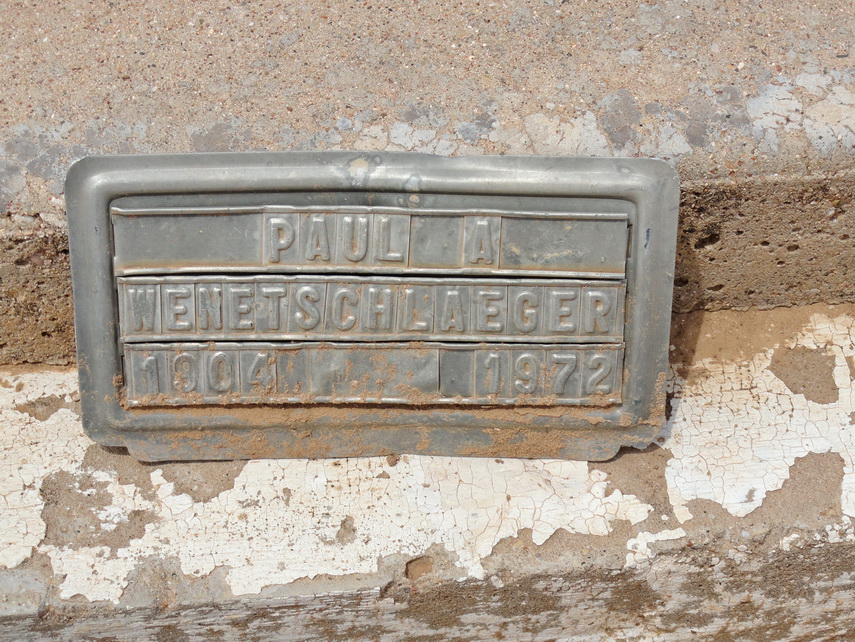 PAUL A
WENETSCHLAEGER
1904 1972